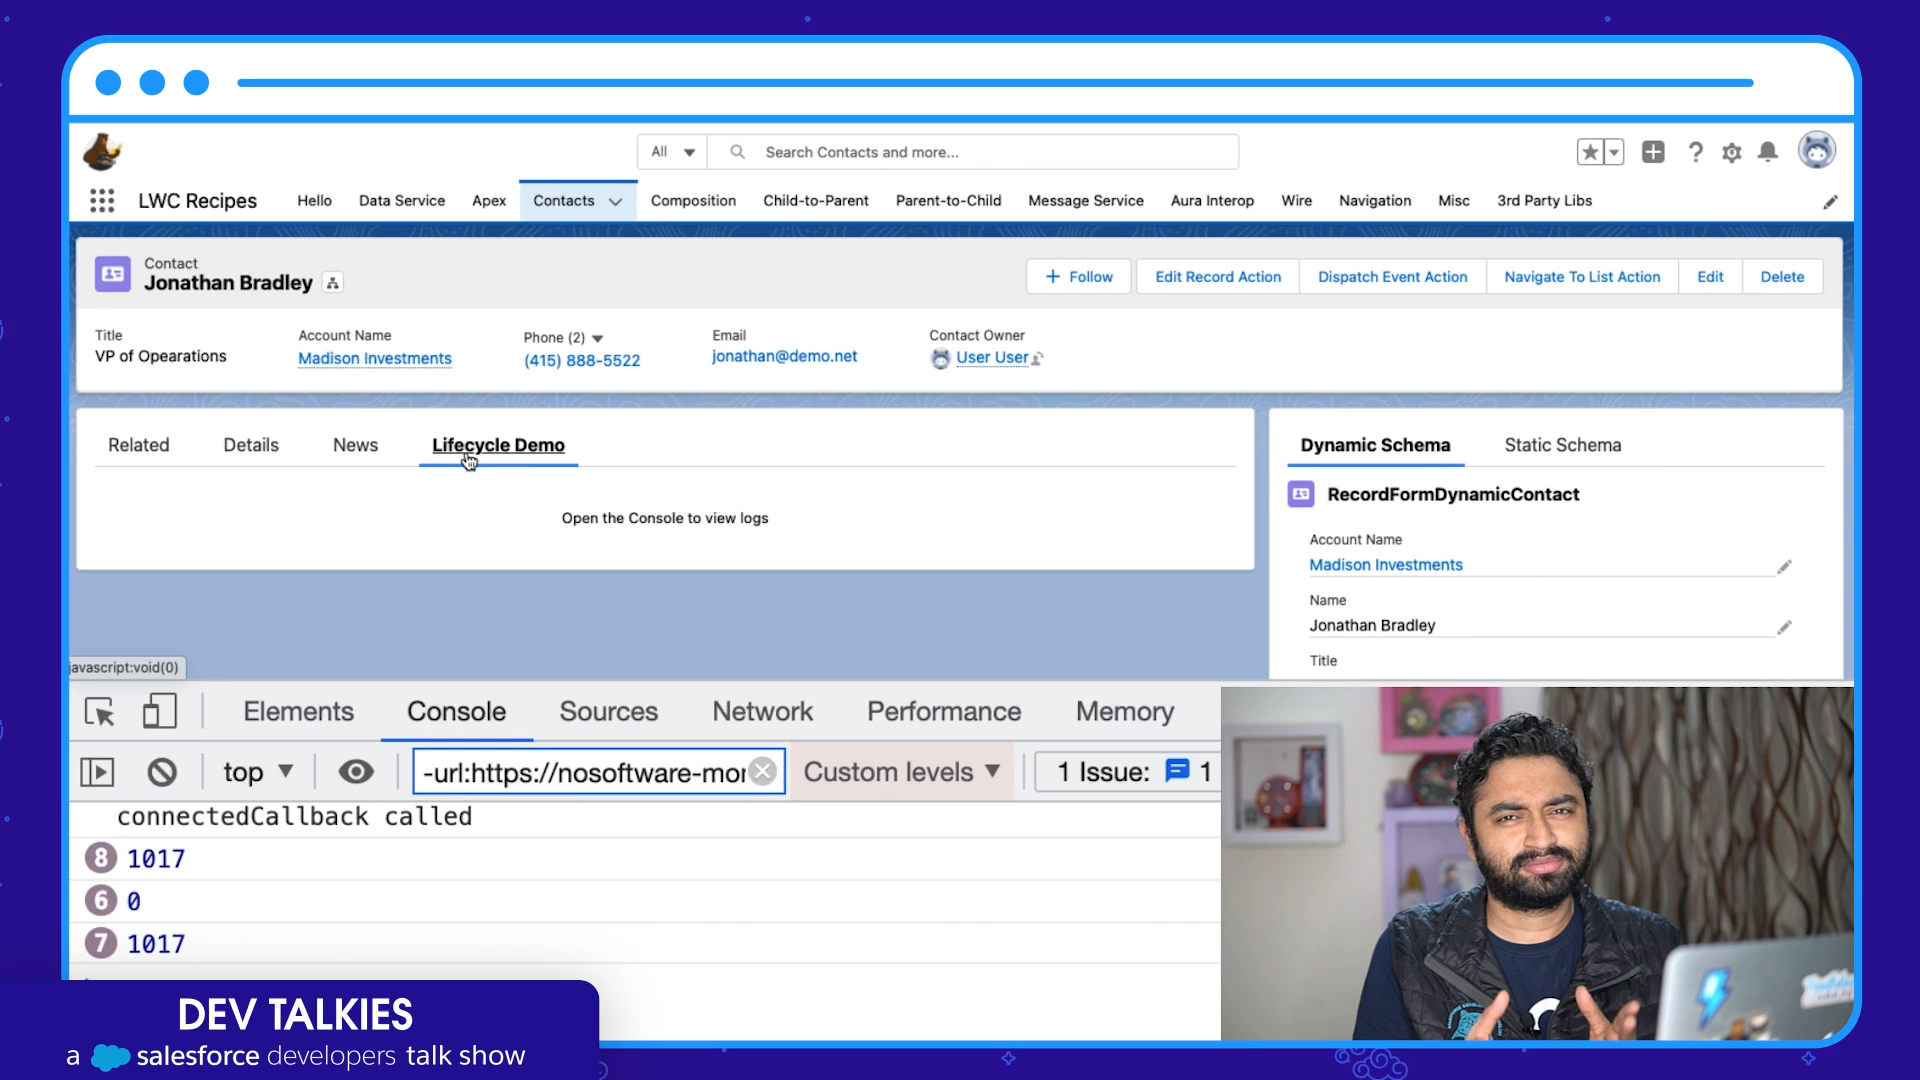 All
Search Contacts and more...
LWC Recipes
Hello
Data Service
Apex
Contacts
Composition
Child-to-Parent
Parent-to-Child
Message Service
Aura Interop
Wire
Navigation
Misc
3rd Party Libs
Contact
Jonathan Bradley
+ Follow
Edit Record Action
Dispatch Event Action
Navigate To List Action
Edit
Delete
Title
VP of Opearations
Account Name
Madison Investments
Phone (2)
(415) 888-5522
Email
jonathan@demo.net
Contact Owner
User User
Related
Details
News
Lifecycle Demo
Open the Console to view logs
Dynamic Schema
Static Schema
RecordFormDynamicContact
Account Name
Madison Investments
Name
Jonathan Bradley
Title
javascript:void(0)
Elements
Console
Sources
Network
Performance
Memory
top
-url:https://nosoftware-mor
Custom levels
1 Issue:
1
connectedCallback called
8 1017
6 0
7 1017
DEV TALKIES
a salesforce developers talk show